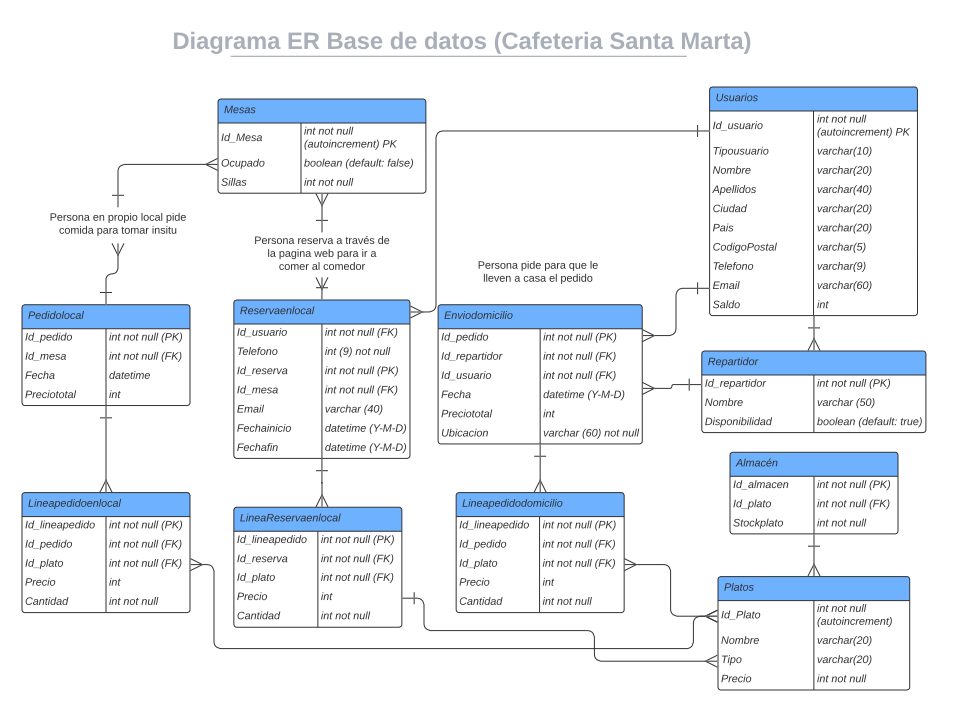 Diagrama ER Base de datos (Cafeteria Santa Marta)
Mesas
Id_Mesa int not null
(autoincrement) PK
Ocupado boolean (default: false)
Sillas int not null
Usuarios
Id_usuario int not null
(autoincrement) PK
Tipousuario varchar(10)
Nombre varchar(20)
Apellidos varchar(40)
Ciudad varchar(20)
Pais varchar(20)
CodigoPostal varchar(5)
Telefono varchar(9)
Email varchar(60)
Saldo int
Persona en propio local pide
comida para tomar insitu
Persona reserva a través de
la pagina web para ir a
comer al comedor
Persona pide para que le
lleven a casa el pedido
Pedidolocal
Id_pedido int not null (PK)
Id_mesa int not null (FK)
Fecha datetime
Preciototal int
Reservaenlocal
Id_usuario int not null (FK)
Telefono int (9) not null
Id_reserva int not null (PK)
Id_mesa int not null (FK)
Email varchar (40)
Fechainicio datetime (Y-M-D)
Fechafin datetime (Y-M-D)
Enviodomicilio
Id_pedido int not null (PK)
Id_repartidor int not null (FK)
Id_usuario int not null (FK)
Fecha datetime (Y-M-D)
Preciototal int
Ubicacion varchar (60) not null
Repartidor
Id_repartidor int not null (PK)
Nombre varchar (50)
Disponibilidad boolean (default: true)
Almacén
Id_almacen int not null (PK)
Id_plato int not null (FK)
Stockplato int not null
Lineapedidoenlocal
Id_lineapedido int not null (PK)
Id_pedido int not null (FK)
Id_plato int not null (FK)
Precio int
Cantidad int not null
LineaReservaenlocal
Id_lineapedido int not null (PK)
Id_reserva int not null (FK)
Id_plato int not null (FK)
Precio int
Cantidad int not null
Lineapedidodomicilio
Id_lineapedido int not null (PK)
Id_pedido int not null (FK)
Id_plato int not null (FK)
Precio int
Cantidad int not null
Platos
Id_Plato int not null
(autoincrement)
Nombre varchar(20)
Tipo varchar(20)
Precio int not null